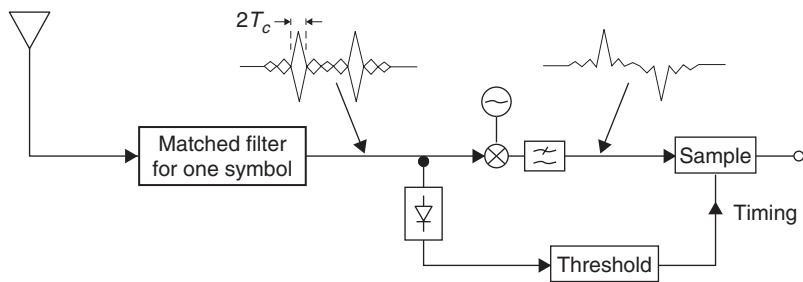 2T_c
Matched filter
for one symbol
Sample
Timing
Threshold